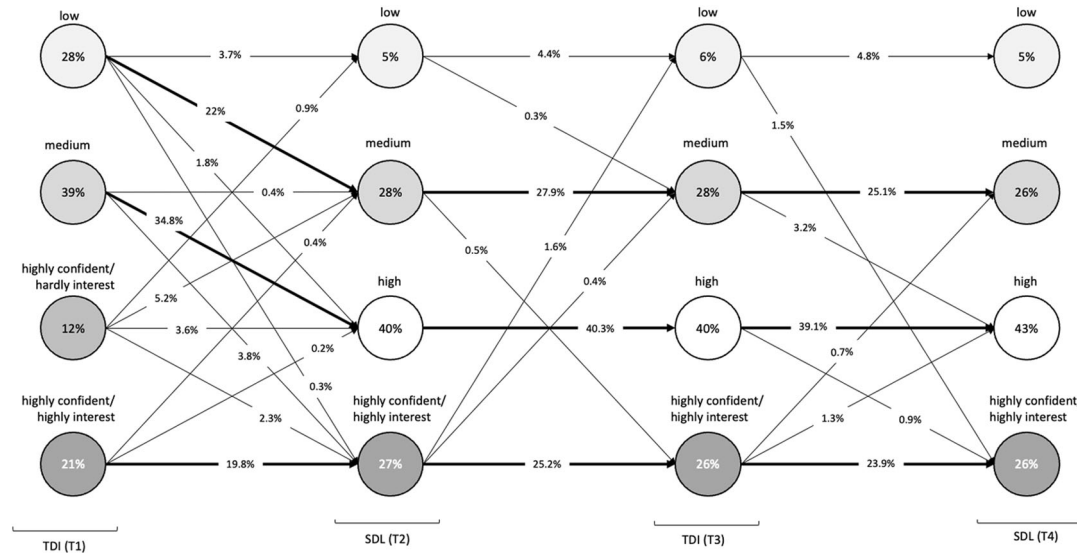 low
low
low
low
28%
3.7%
5%
4.4%
6%
4.8%
5%
0.9%
22%
0.3%
1.5%
medium
medium
medium
medium
1.8%
39%
0.4%
28%
27.9%
28%
25.1%
26%
34.8%
3.2%
0.4%
0.5%
1.6%
highly confident/
hardly interest
high
high
high
5.2%
0.4%
12%
3.6%
40%
40.3%
40%
39.1%
43%
0.2%
3.8%
0.7%
0.3%
highly confident/
highly interest
highly confident/
highly interest
highly confident/
highly interest
highly confident
highly interest
2.3%
1.3%
0.9%
21%
19.8%
27%
25.2%
26%
23.9%
26%
TDI (T1)
SDL (T2)
TDI (T3)
SDL (T4)